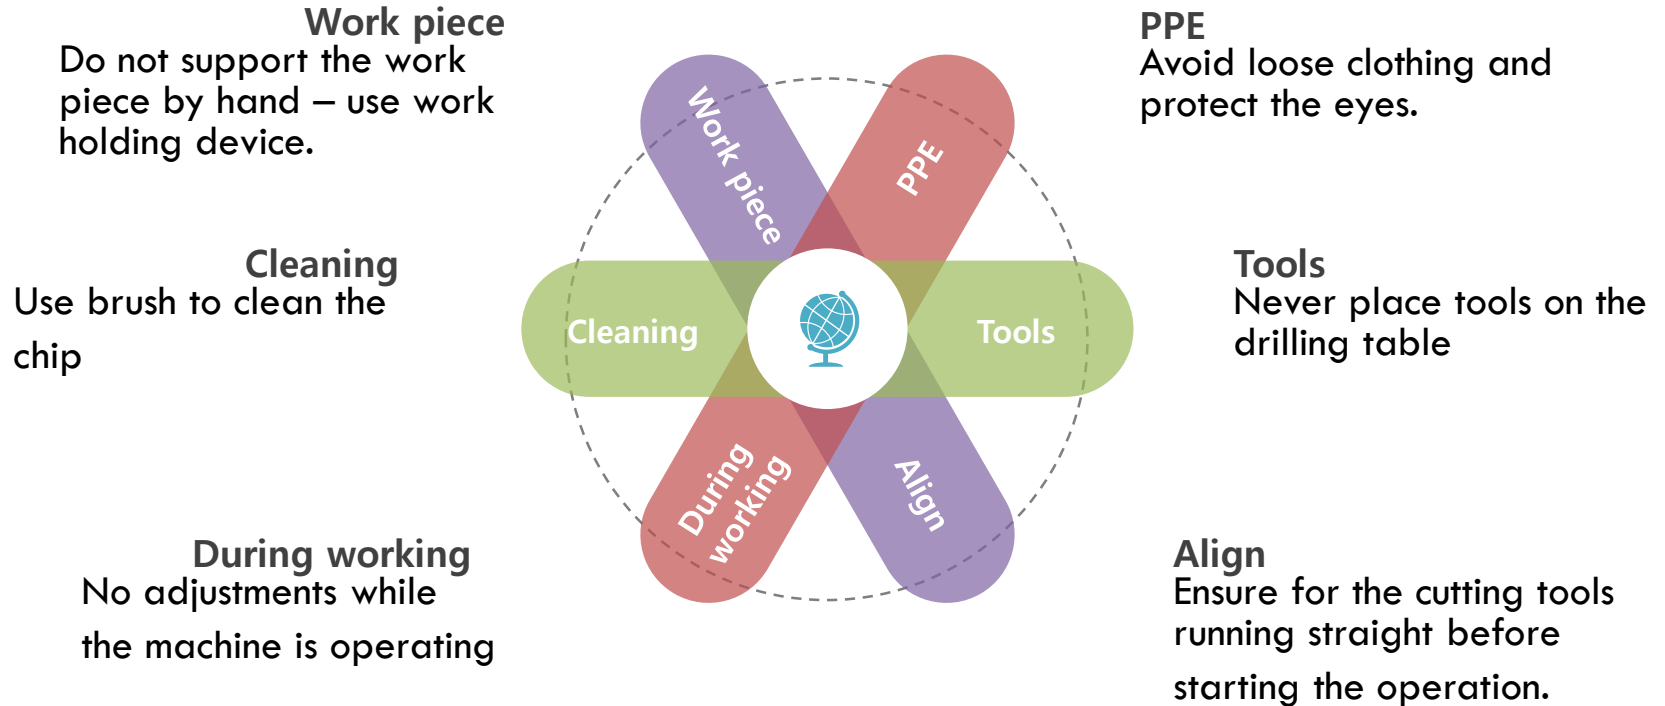 Work piece
Do not support the work
piece by hand – use work
holding device.
PPE
Avoid loose clothing and
protect the eyes.
Cleaning
Use brush to clean the
chip
Tools
Never place tools on the
drilling table
During working
No adjustments while
the machine is operating
Align
Ensure for the cutting tools
running straight before
starting the operation.
Work piece
PPE
Cleaning
Tools
During
working
Align